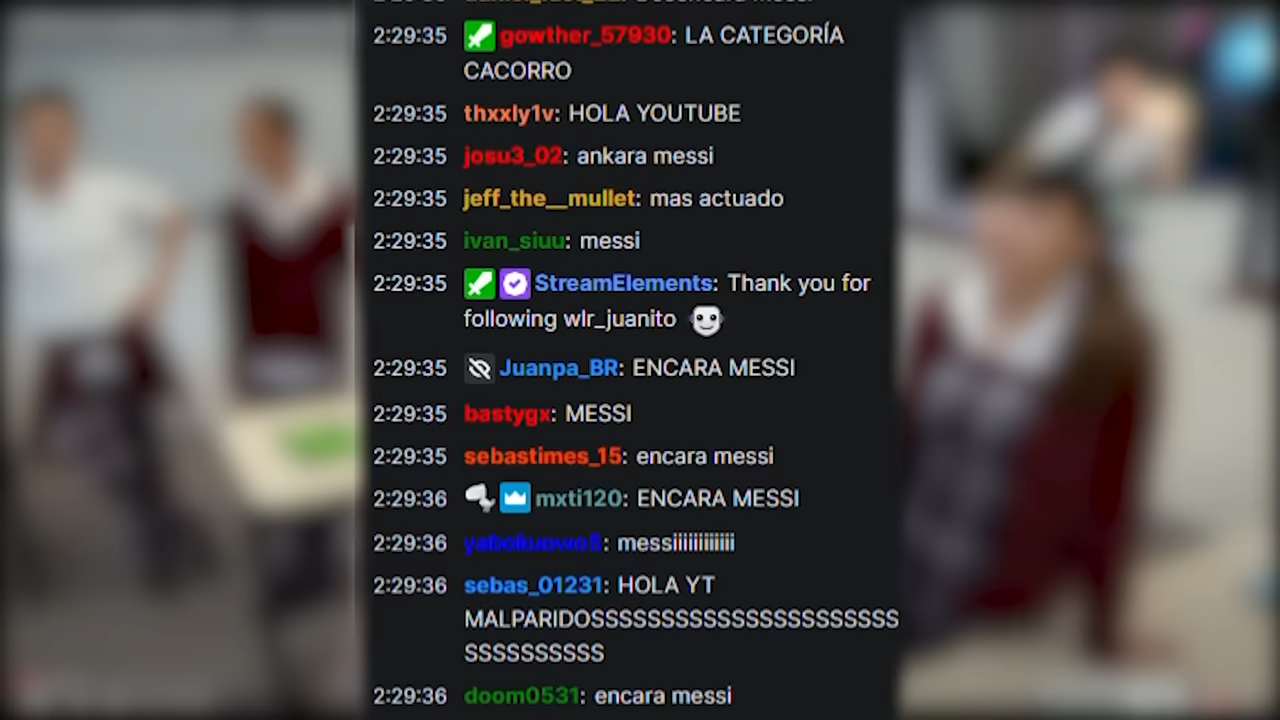 2:29:35 gowther_57930: LA CATEGORÍA
CACORRO
2:29:35 thxxly1v: HOLA YOUTUBE
2:29:35 josu3_02: ankara messi
2:29:35 jeff_the__mullet: mas actuado
2:29:35 ivan_siuu: messi
2:29:35 StreamElements: Thank you for
following wlr_juanito
2:29:35 Juanpa_BR: ENCARA MESSI
2:29:35 bastygx: MESSI
2:29:35 sebastimes_15: encara messi
2:29:36 mxti120: ENCARA MESSI
2:29:36 yabokuowo5: messiiiiiiiiiiii
2:29:36 sebas_01231: HOLA YT
MALPARIDOSSSSSSSSSSSSSSSSSSSSSS
SSSSSSSSSS
2:29:36 doom0531: encara messi